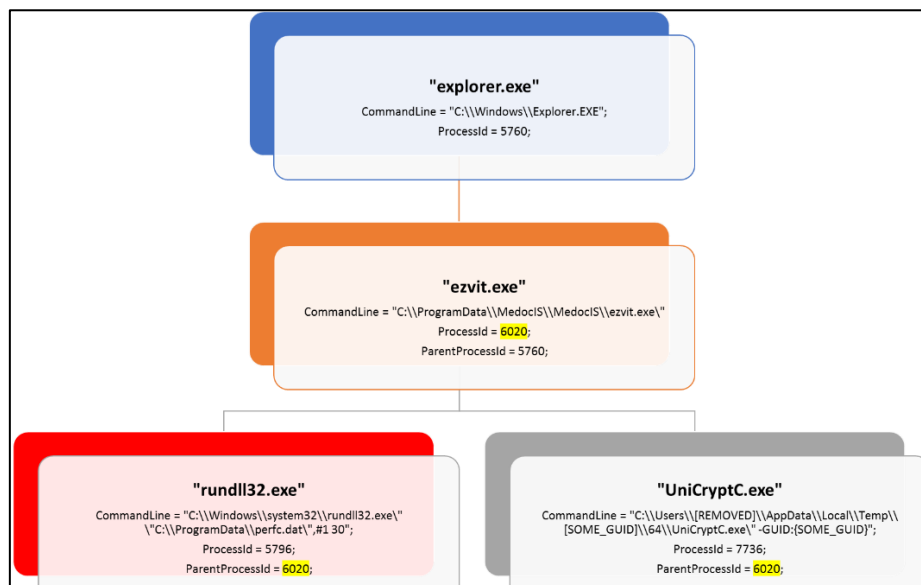 "explorer.exe"
CommandLine = "C:\\Windows\\Explorer.EXE";
ProcessId = 5760;
"ezvit.exe"
CommandLine = "C:\\ProgramData\\MedocIS\\MedocIS\\ezvit.exe\"
ProcessId = 6020;
ParentProcessId = 5760;
"rundll32.exe"
CommandLine = "C:\\Windows\\system32\\rundll32.exe\"
\"C:\\ProgramData\\perfc.dat\",#1 30";
ProcessId = 5796;
ParentProcessId = 6020;
"UniCryptC.exe"
CommandLine = "C:\\Users\\[REMOVED]\\AppData\\Local\\Temp\\
[SOME_GUID]\\64\\UniCryptC.exe\" -GUID:{SOME_GUID}";
ProcessId = 7736;
ParentProcessId = 6020;